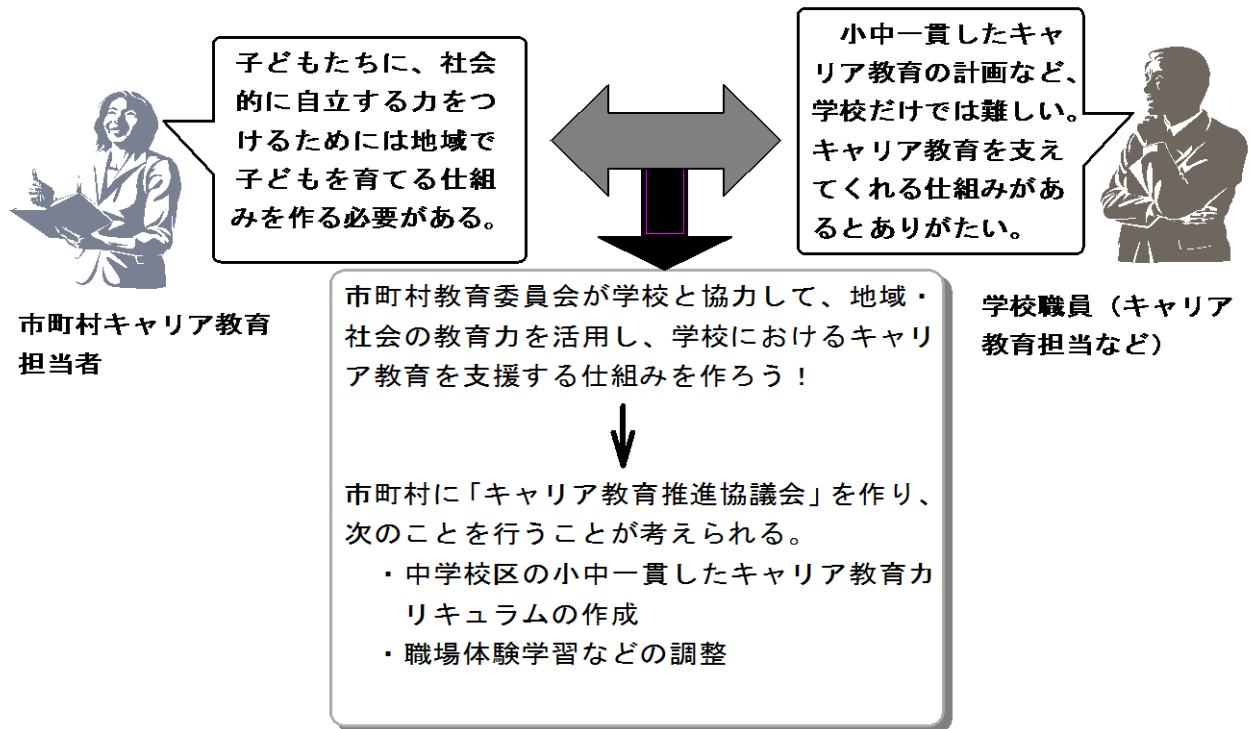 子どもたちに、社会
的に自立する力をつ
けるためには地域で
子どもを育てる仕組
みを作る必要がある。
小中一貫したキャ
リア教育の計画など、
学校だけでは難しい。
キャリア教育を支え
てくれる仕組みがあ
るとありがたい。
市町村キャリア教育
担当者
学校職員（キャリア
教育担当など）
市町村教育委員会が学校と協力して、地域・
社会の教育力を活用し、学校におけるキャリ
ア教育を支援する仕組みを作ろう！
市町村に「キャリア教育推進協議会」を作り、
次のことを行うことが考えられる。
・中学校区の小中一貫したキャリア教育カ
リキュラムの作成
・職場体験学習などの調整